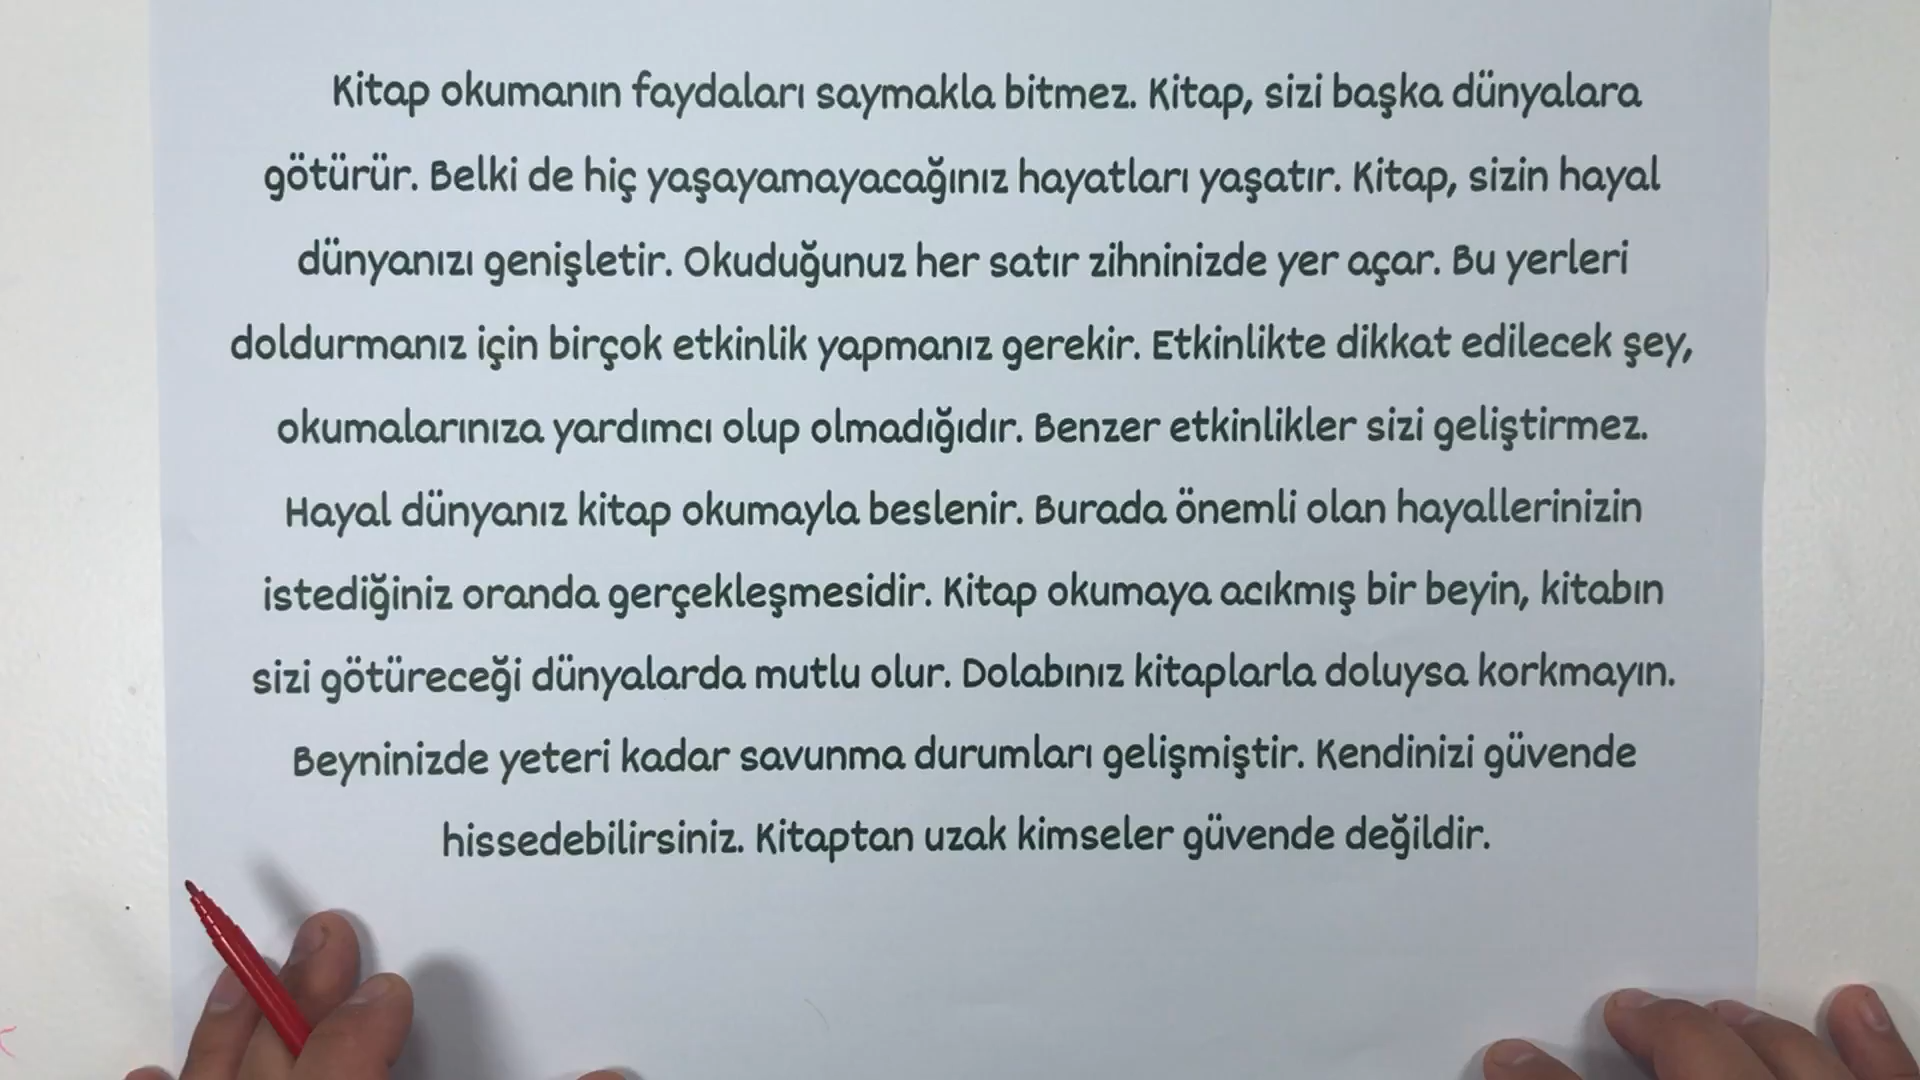 Kitap okumanın faydaları saymakla bitmez. Kitap, sizi başka dünyalara
götürür. Belki de hiç yaşayamayacağınız hayatları yaşatır. Kitap, sizin hayal
dünyanızı genişletir. Okuduğunuz her satır zihninizde yer açar. Bu yerleri
doldurmanız için birçok etkinlik yapmanız gerekir. Etkinlikte dikkat edilecek şey,
okumalarınıza yardımcı olup olmadığıdır. Benzer etkinlikler sizi geliştirmez.
Hayal dünyanız kitap okumayla beslenir. Burada önemli olan hayallerinizin
istediğiniz oranda gerçekleşmesidir. Kitap okumaya acıkmış bir beyin, kitabın
sizi götüreceği dünyalarda mutlu olur. Dolabınız kitaplarla doluysa korkmayın.
Beyninizde yeteri kadar savunma durumları gelişmiştir. Kendinizi güvende
hissedebilirsiniz. Kitaptan uzak kimseler güvende değildir.